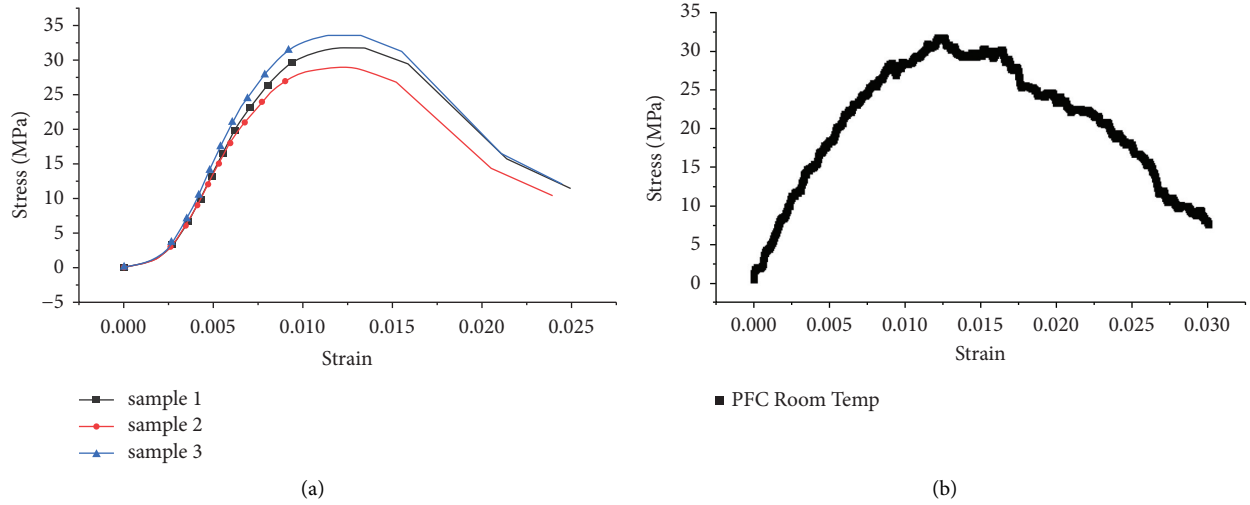 35
30
25
20
15
10
5
0
−5
Stress (MPa)
0.000 0.005 0.010 0.015 0.020 0.025
Strain
sample 1
sample 2
sample 3
(a)
35
30
25
20
15
30
5
0
Stress (MPa)
0.000 0.005 0.010 0.015 0.020 0.025 0.030
Strain
PFC Room Temp
(b)